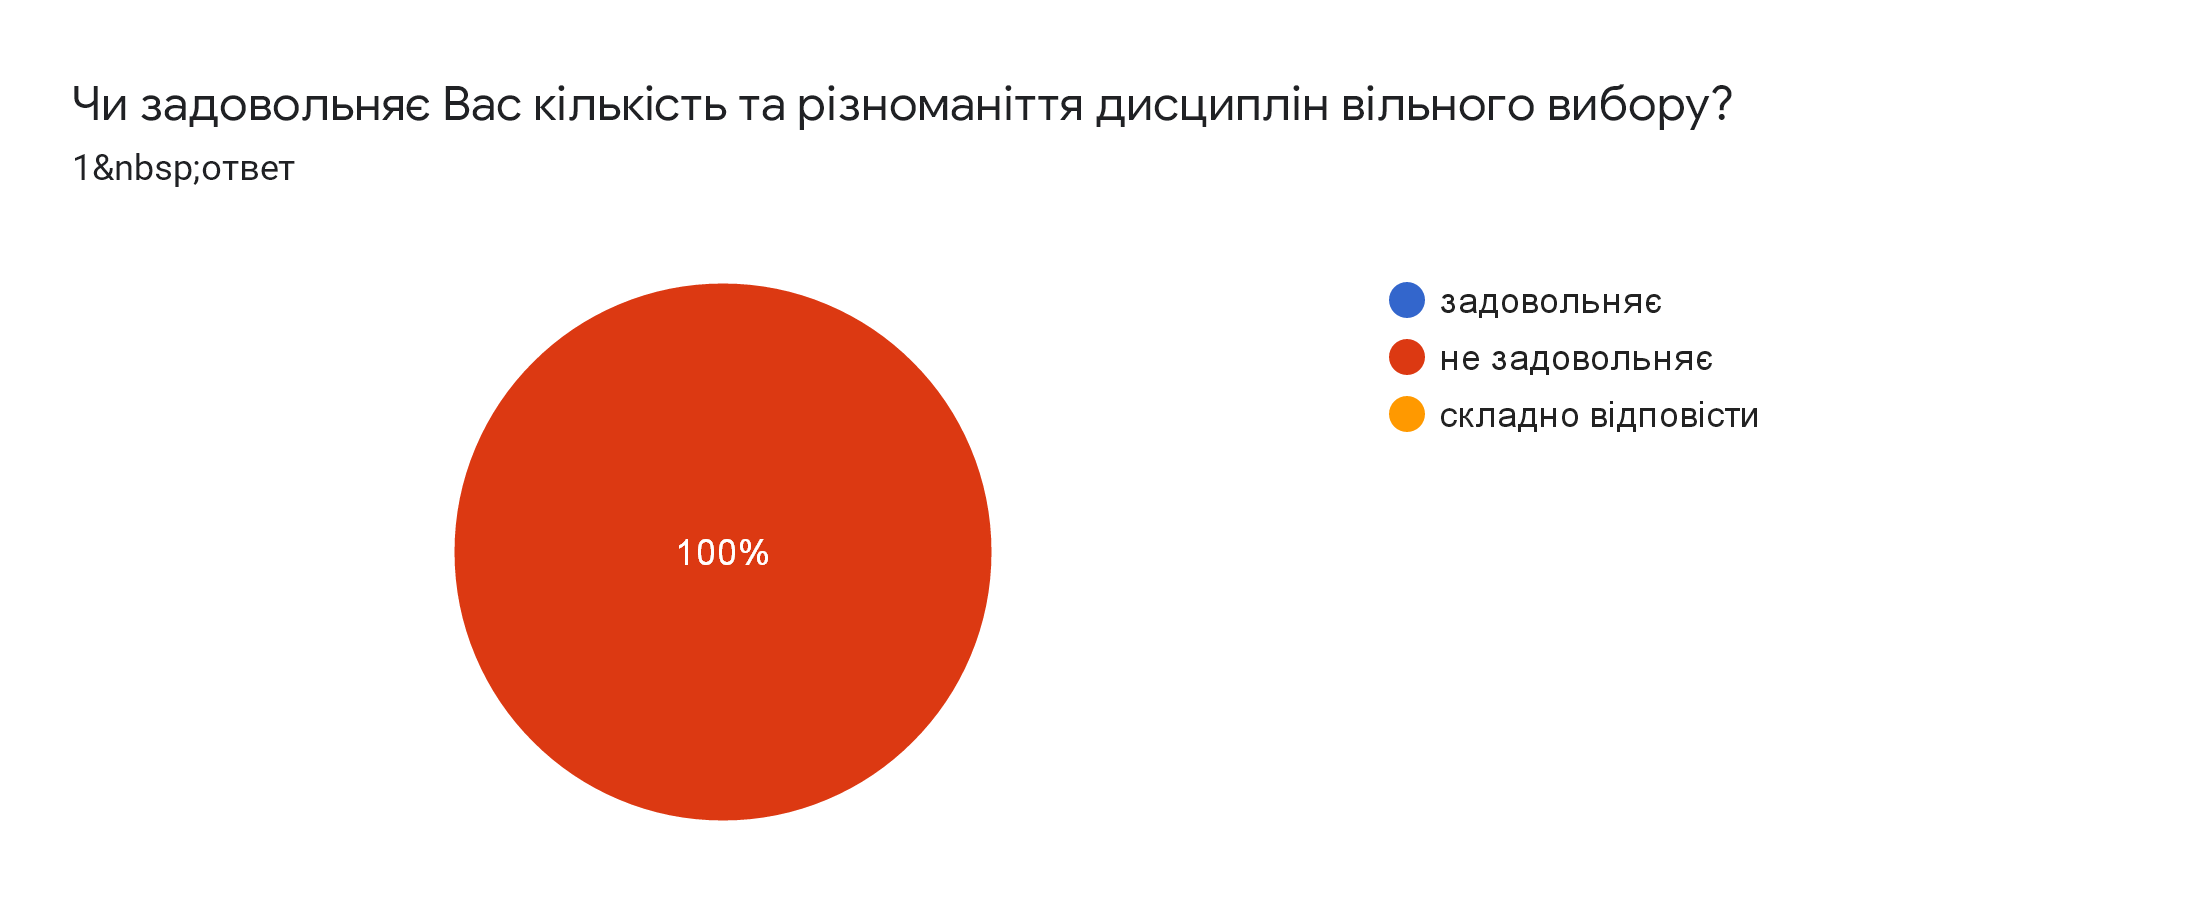 Чи задовольняє Вас кількість та різноманіття дисциплін вільного вибору?
1&nbsp;ответ
задовольняє
не задовольняє
складно відповісти
100%